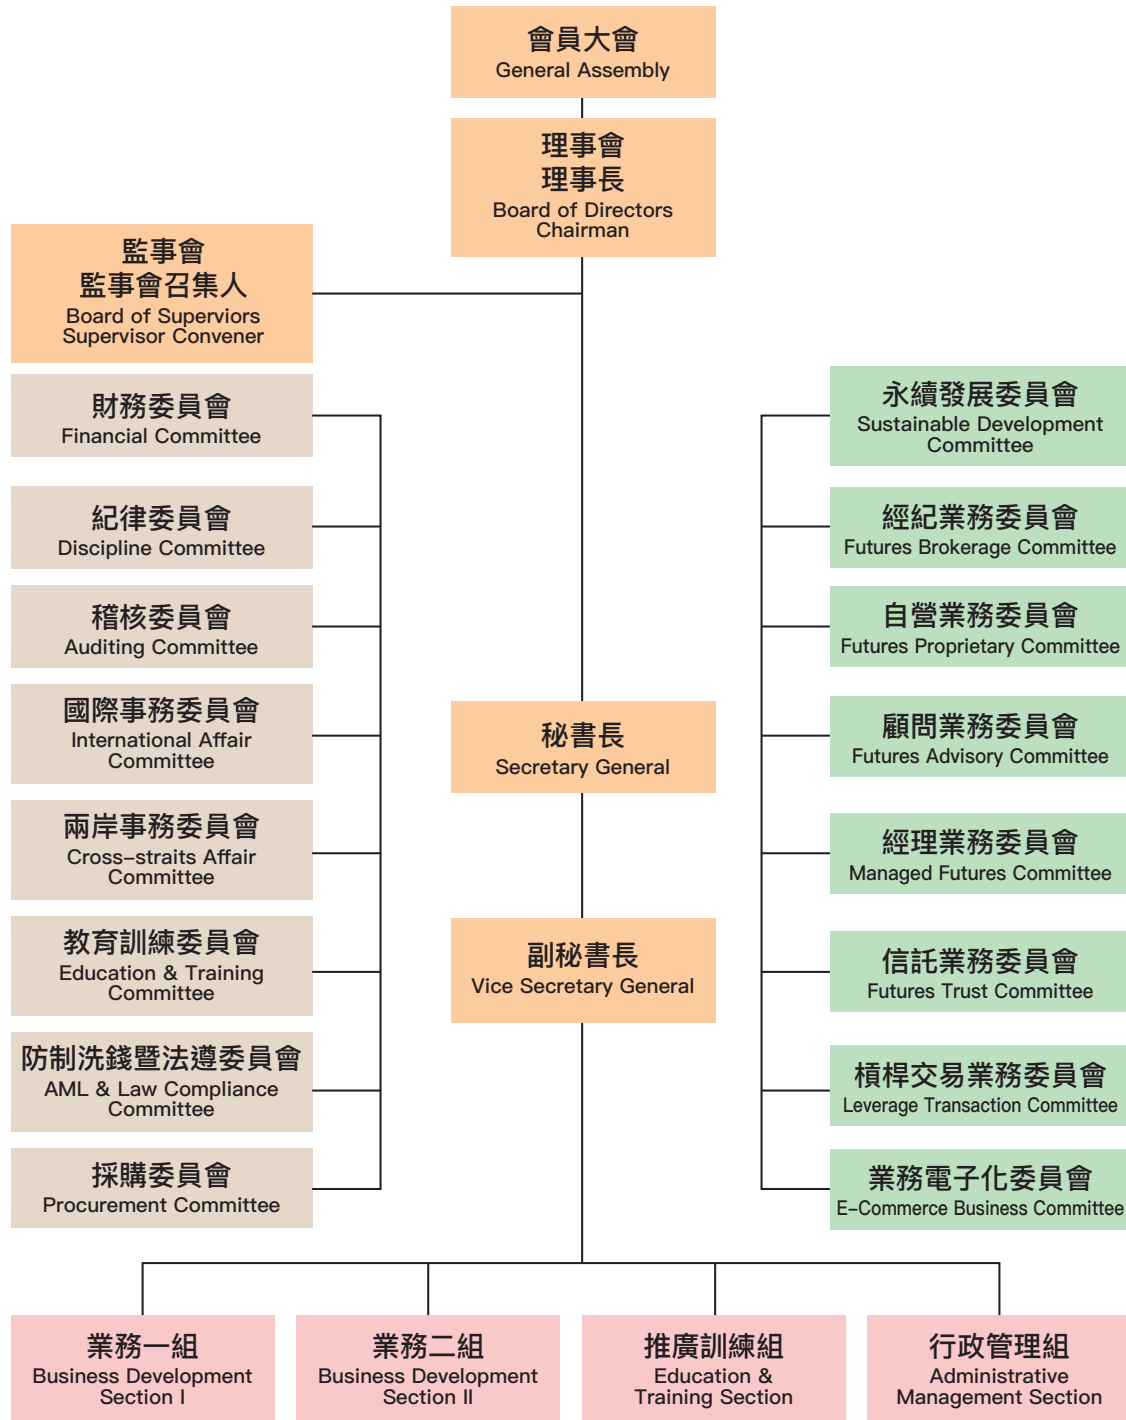 會員大會
General Assembly
理事會
理事長
Board of Directors
Chairman
監事會
監事會召集人
Board of Superviors
Supervisor Convener
財務委員會
Financial Committee
紀律委員會
Discipline Committee
稽核委員會
Auditing Committee
國際事務委員會
International Affair
Committee
兩岸事務委員會
Cross-straits Affair
Committee
教育訓練委員會
Education & Training
Committee
防制洗錢暨法遵委員會
AML & Law Compliance
Committee
採購委員會
Procurement Committee
秘書長
Secretary General
副秘書長
Vice Secretary General
永續發展委員會
Sustainable Development
Committee
經紀業務委員會
Futures Brokerage Committee
自營業務委員會
Futures Proprietary Committee
顧問業務委員會
Futures Advisory Committee
經理業務委員會
Managed Futures Committee
信託業務委員會
Futures Trust Committee
槓桿交易業務委員會
Leverage Transaction Committee
業務電子化委員會
E-Commerce Business Committee
業務一組
Business Development
Section I
業務二組
Business Development
Section II
推廣訓練組
Education &
Training Section
行政管理組
Administrative
Management Section